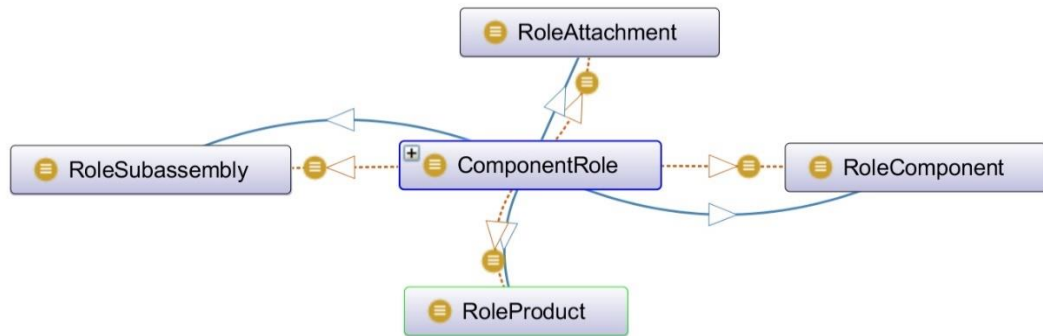 RoleAttachment
RoleSubassembly
ComponentRole
RoleComponent
RoleProduct